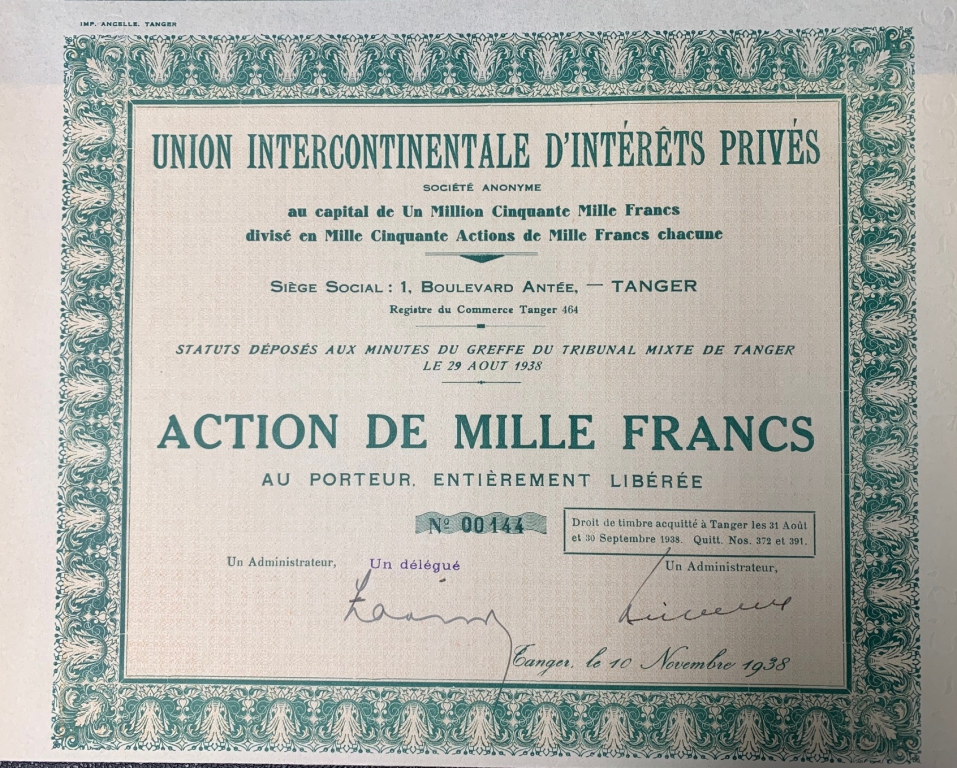 IMP. ANCELLE. TANGER
UNION INTERCONTINENTALE D'INTÉRÊTS PRIVÉS
SOCIÉTÉ ANONYME
au capital de Un Million Cinquante Mille Francs
divisé en Mille Cinquante Actions de Mille Francs chacune
SIÈGE SOCIAL : 1, BOULEVARD ANTÉE, — TANGER
Registre du Commerce Tanger 464
STATUTS DÉPOSÉS AUX MINUTES DU GREFFE DU TRIBUNAL MIXTE DE TANGER
LE 29 AOUT 1938
ACTION DE MILLE FRANCS
AU PORTEUR. ENTIÈREMENT LIBÉRÉE
Nº 00144
Droit de timbre acquitté à Tanger les 31 Août
et 30 Septembre 1938. Quitt. Nos. 372 et 391.
Un Administrateur, Un délégué
Un Administrateur,
Tanger, le 10 Novembre 1938